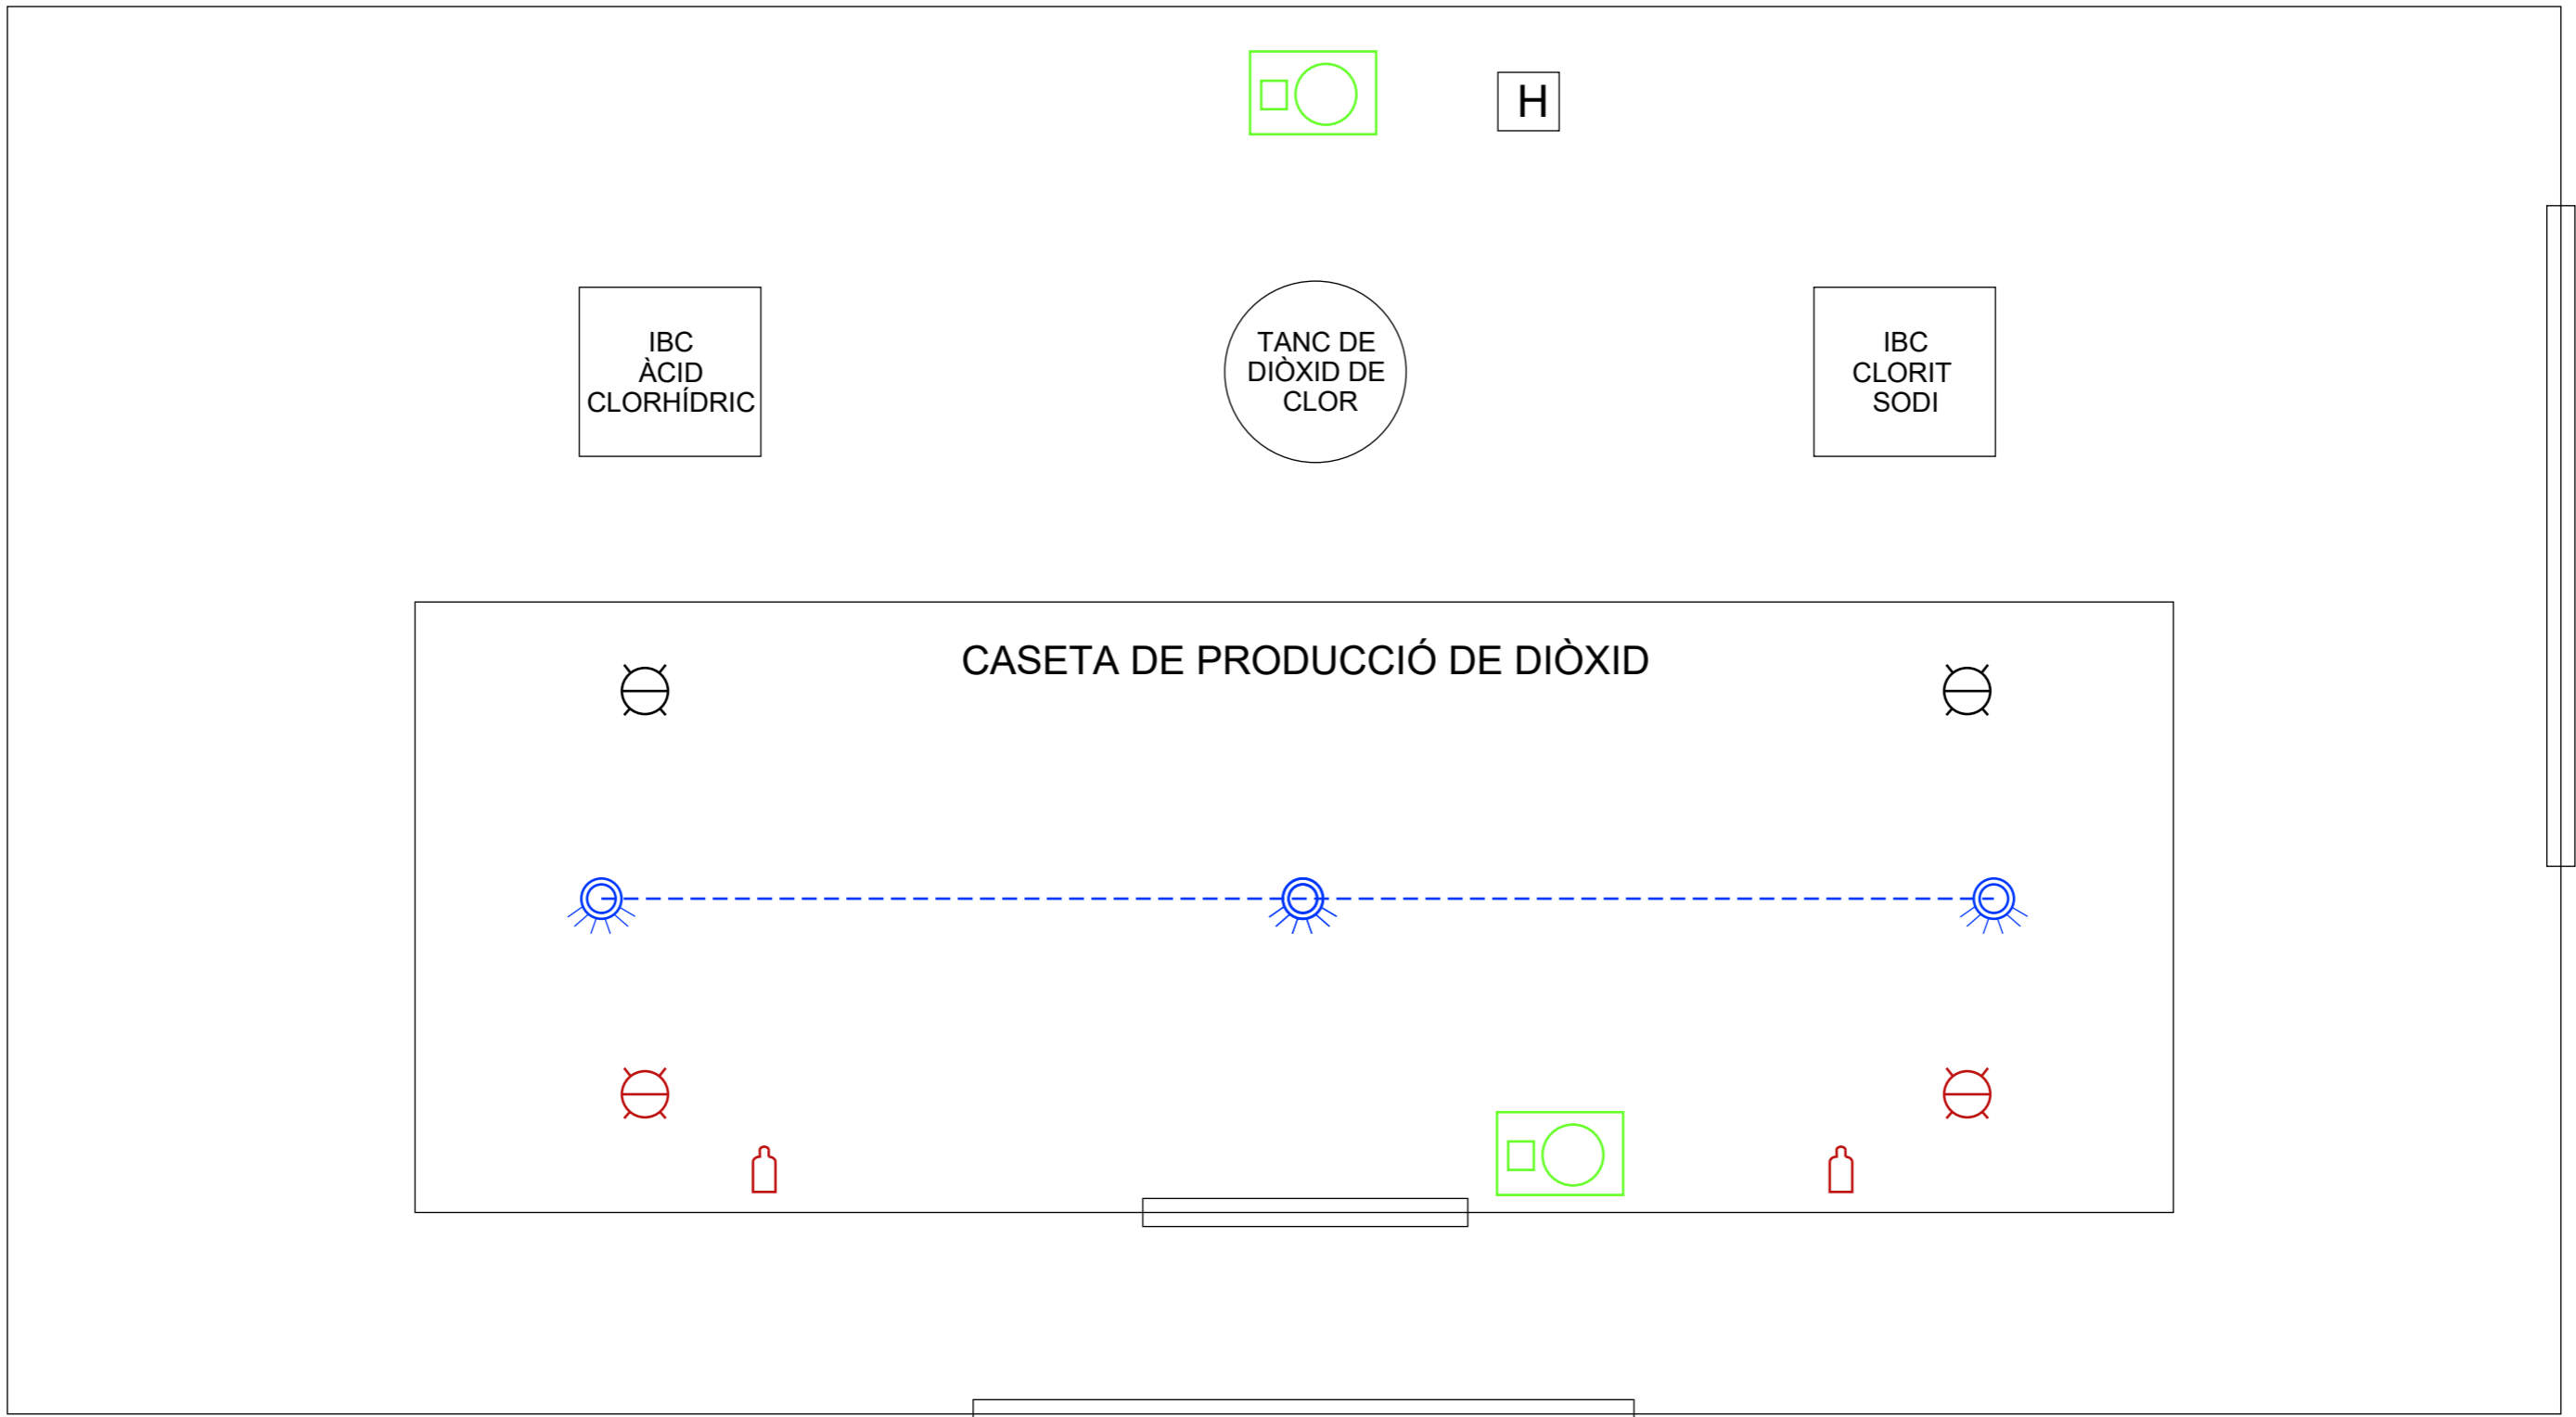 H
IBC
ÀCID
CLORHÍDRIC
TANC DE
DIÒXID DE
CLOR
IBC
CLORIT
SODI
CASETA DE PRODUCCIÓ DE DIÒXID